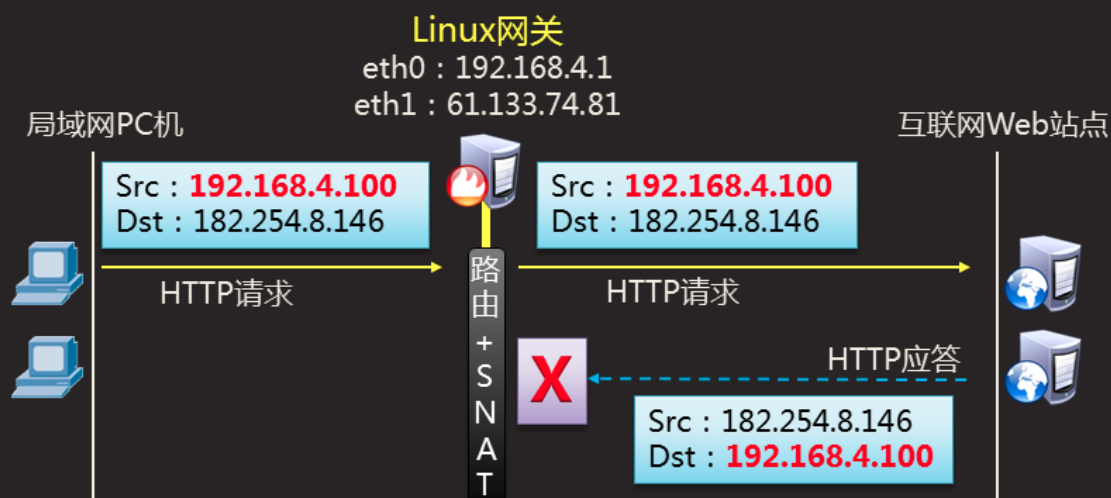 Linux网关
eth0：192.168.4.1
eth1：61.133.74.81
局域网PC机
互联网Web站点
Src：192.168.4.100
Dst：182.254.8.146
Src：192.168.4.100
Dst：182.254.8.146
HTTP请求
路由+SNAT
HTTP请求
HTTP应答
X
Src：182.254.8.146
Dst：192.168.4.100